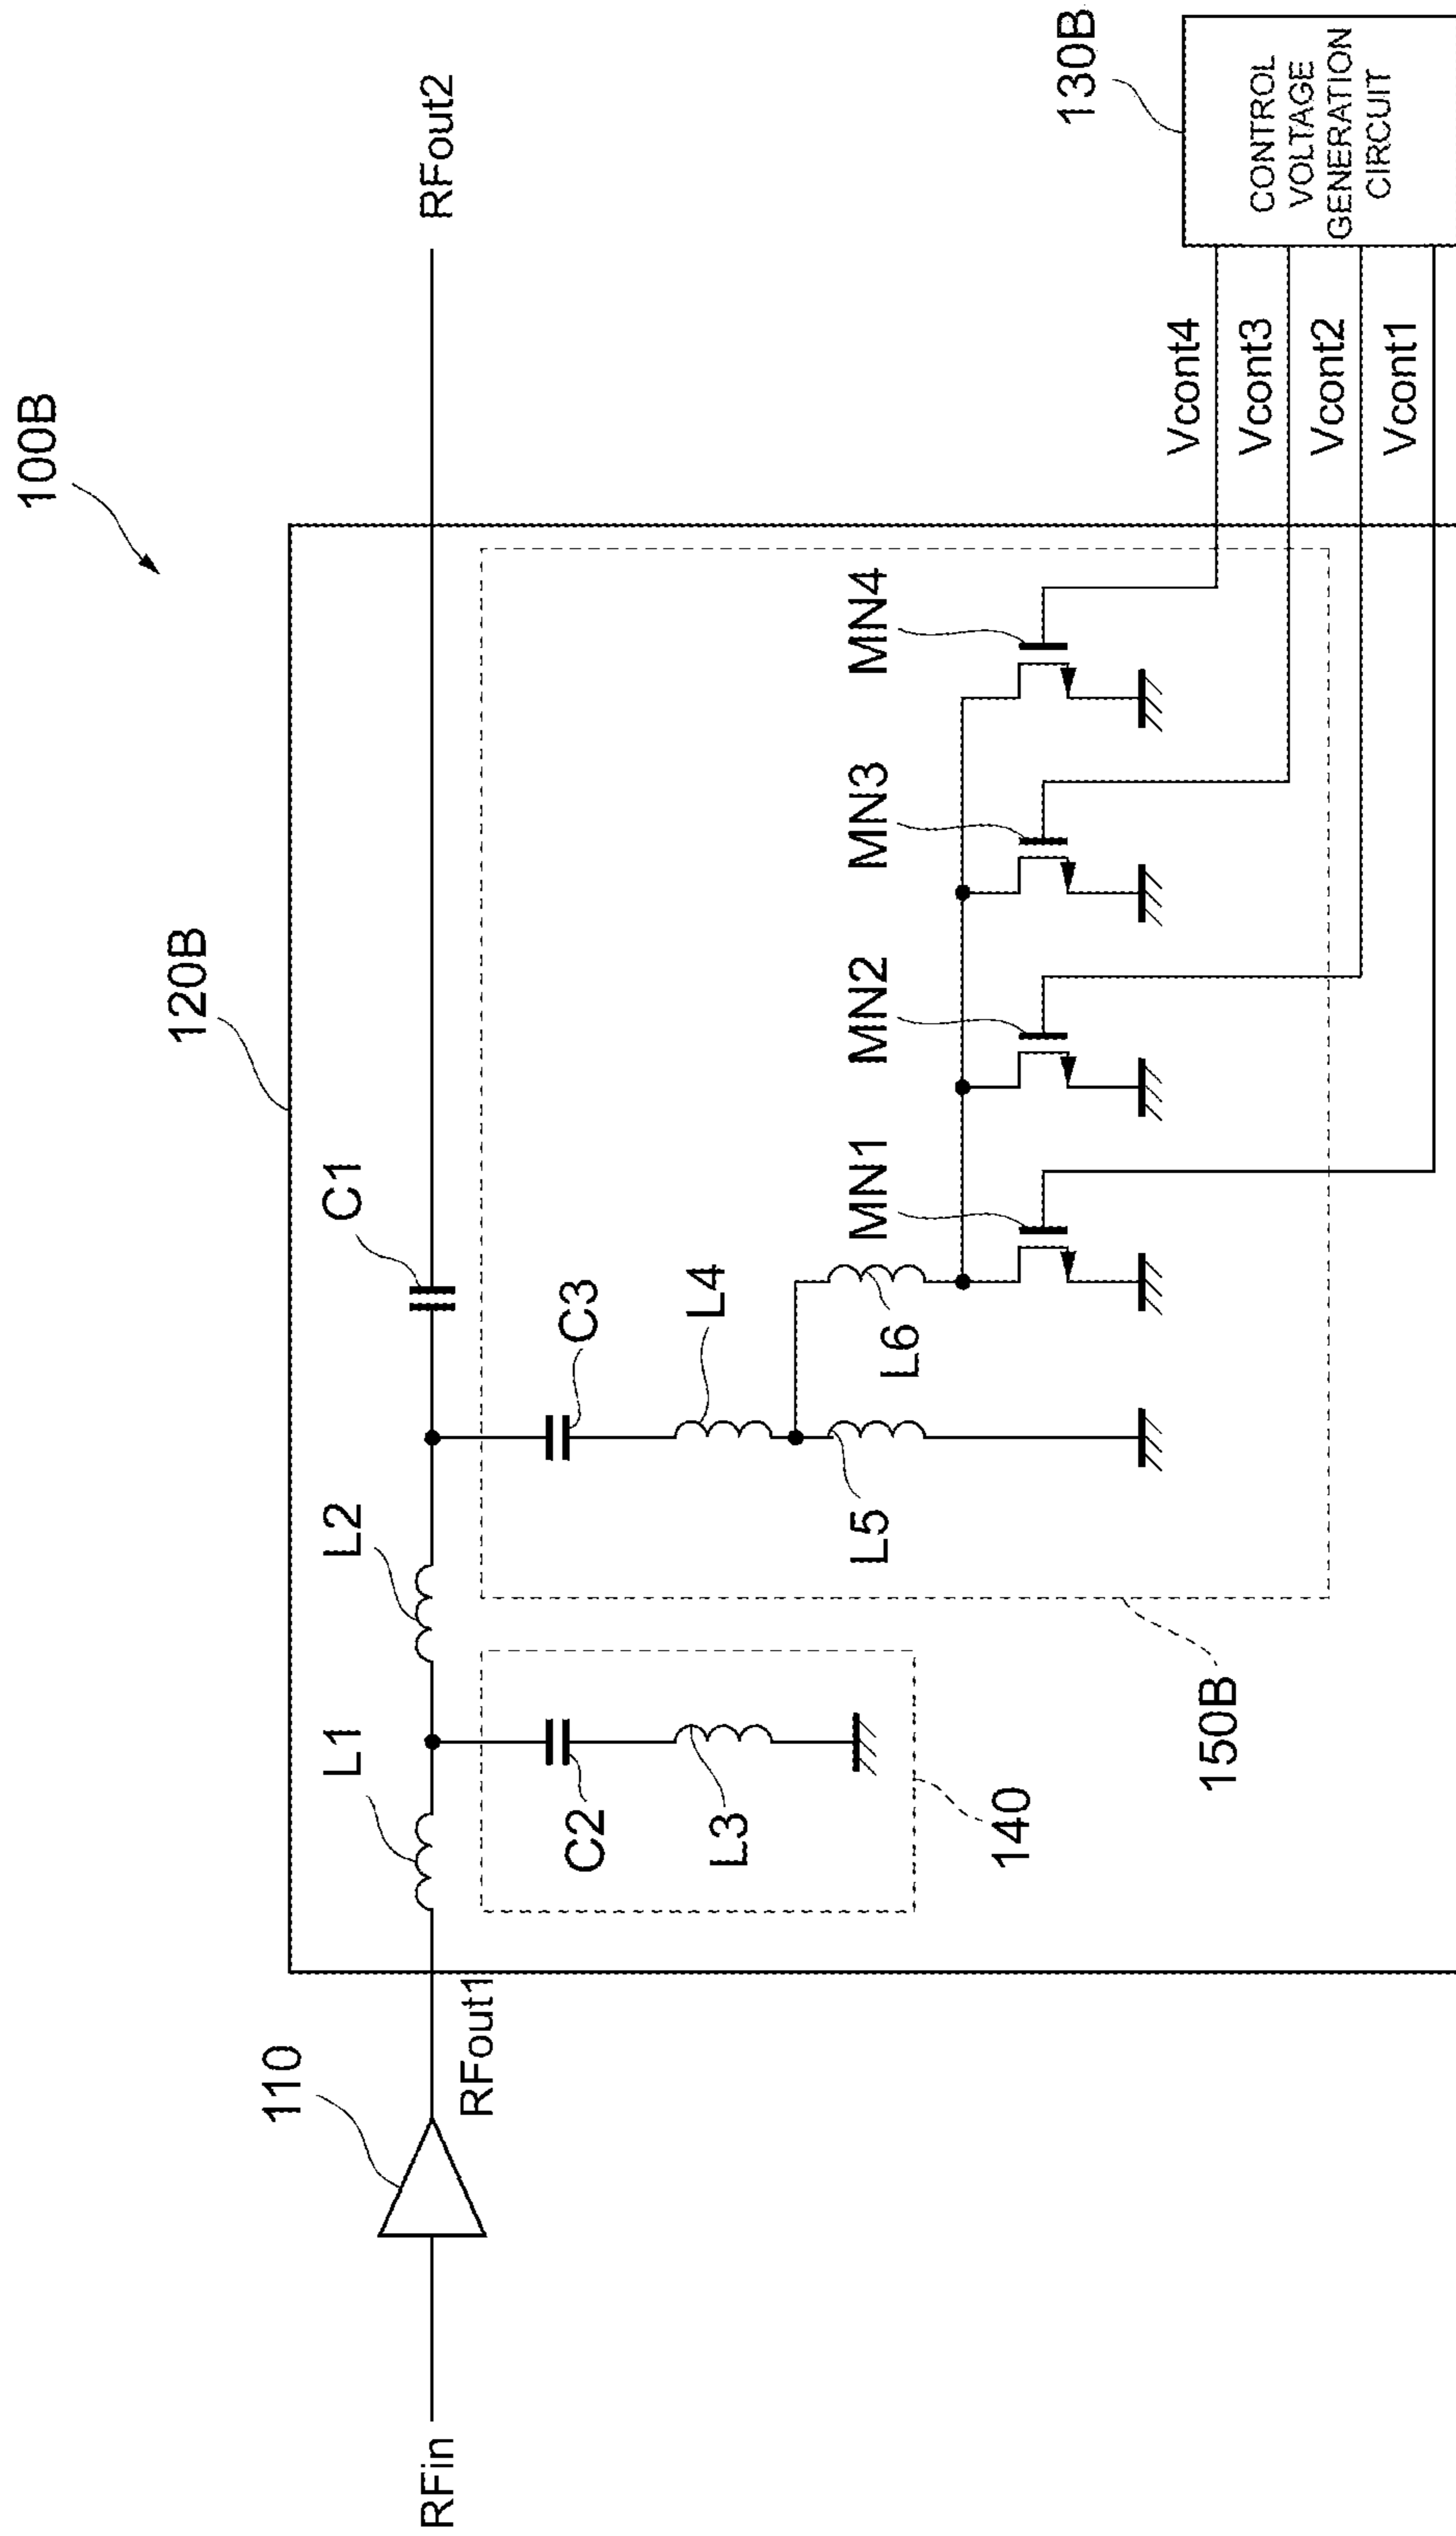 100B
120B
130B
110
RFin
RFout1
RFout2
L1
L2
C1
C2
L3
140
C3
L4
L5
L6
MN1
MN2
MN3
MN4
150B
Vcont4
Vcont3
Vcont2
Vcont1
CONTROL
VOLTAGE
GENERATION
CIRCUIT